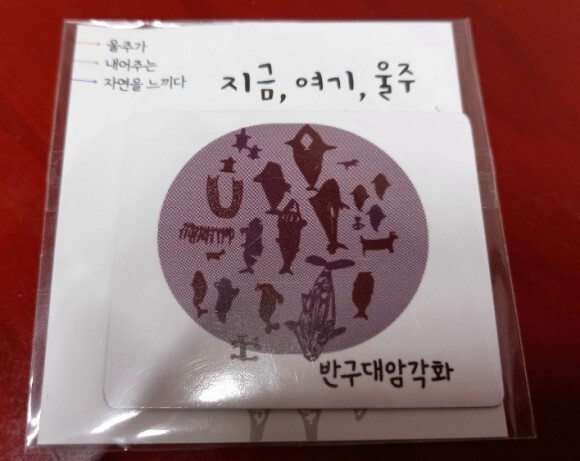 울주가
내어주는
자연을 느끼다
지금, 여기, 울주
반구대암각화